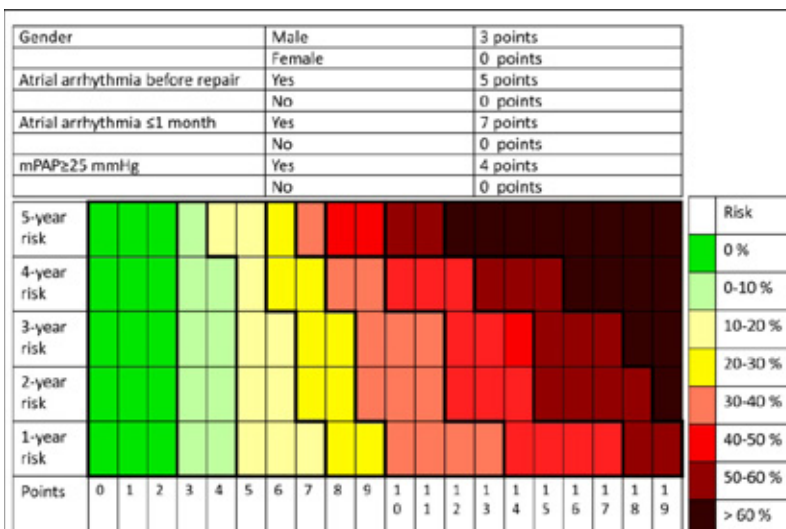 Gender Male 3 points
Female 0 points
Atrial arrhythmia before repair Yes 5 points
No 0 points
Atrial arrhythmia ≤1 month Yes 7 points
No 0 points
mPAP≥25 mmHg Yes 4 points
No 0 points
5-year
risk
4-year
risk
3-year
risk
2-year
risk
1-year
risk
Points 0 1 2 3 4 5 6 7 8 9 10 11 12 13 14 15 16 17 18 19
Risk
0 %
0-10 %
10-20 %
20-30 %
30-40 %
40-50 %
50-60 %
> 60 %